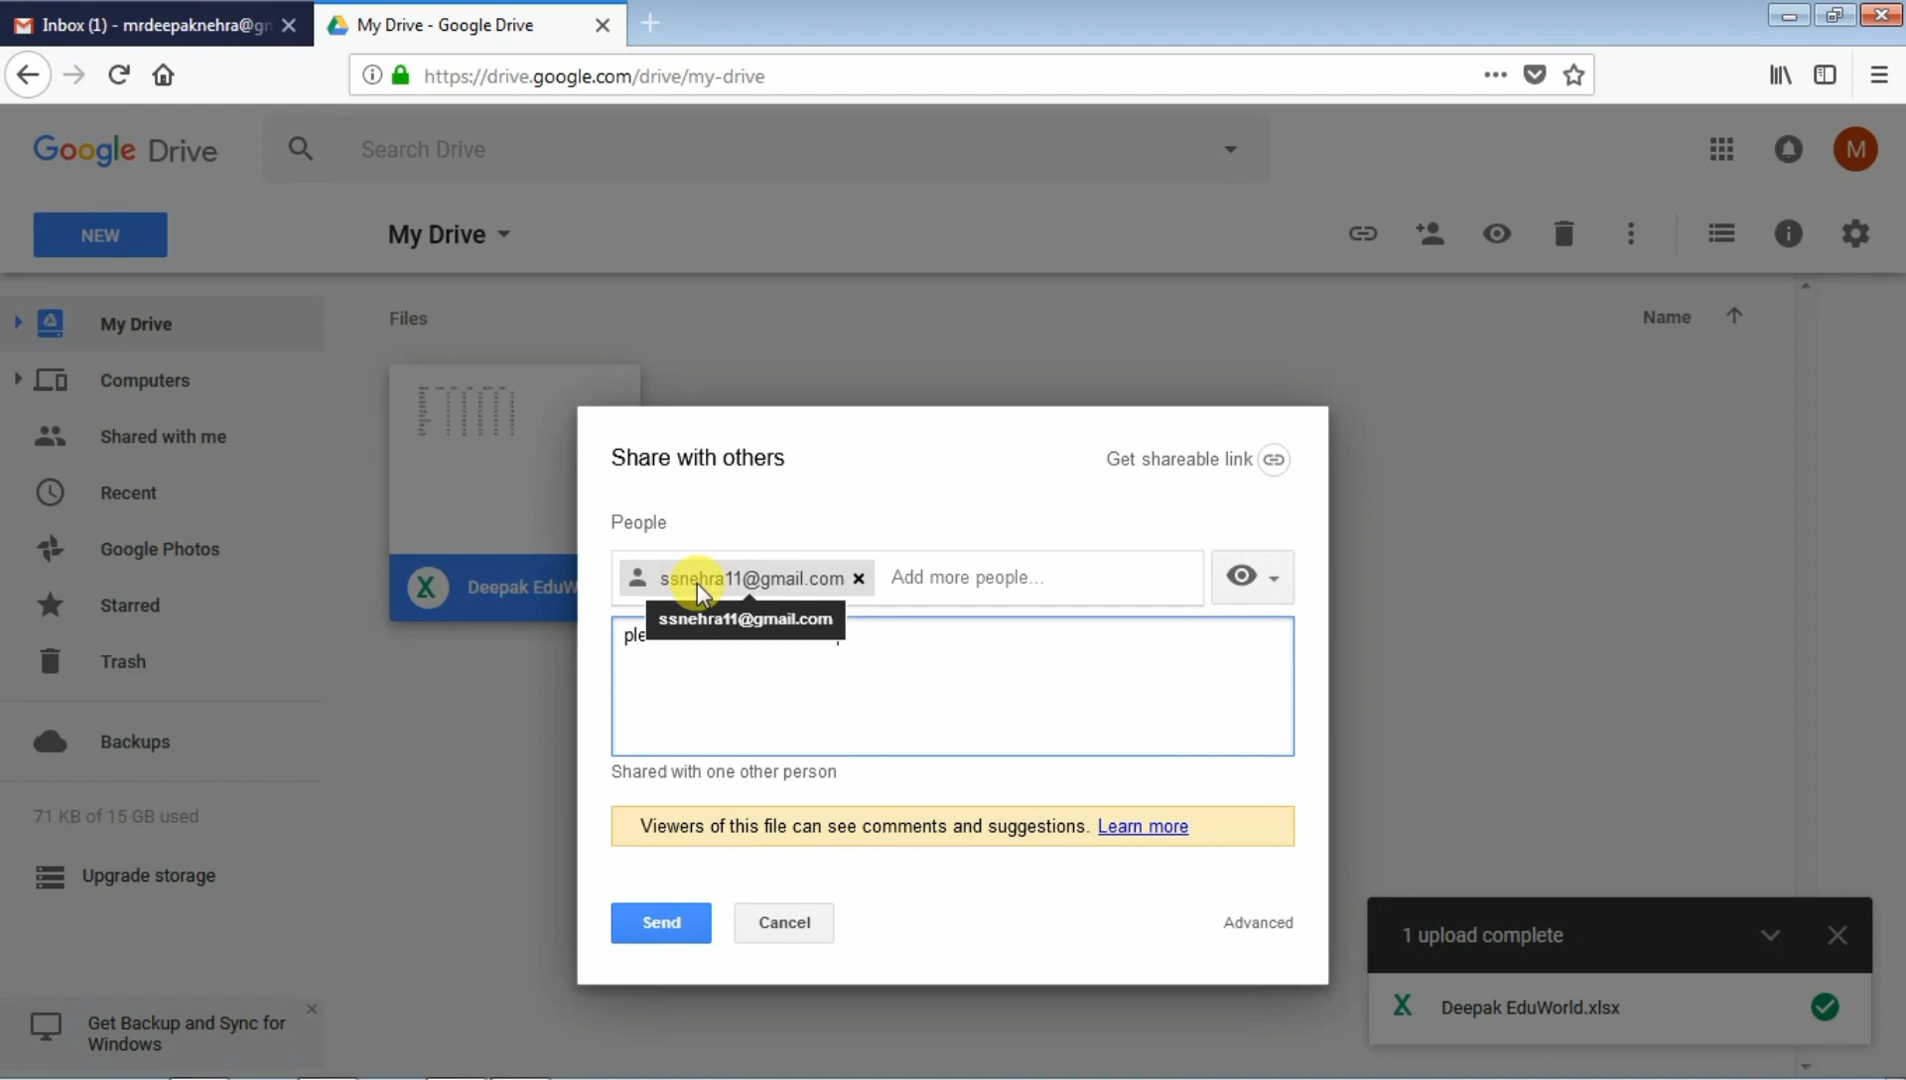 Inbox (1) - mrdeepaknehra@gm
My Drive - Google Drive
https://drive.google.com/drive/my-drive
Google Drive
Search Drive
M
NEW
My Drive
My Drive
Computers
Shared with me
Recent
Google Photos
Starred
Trash
Backups
71 KB of 15 GB used
Upgrade storage
Get Backup and Sync for
Windows
Files
Name
Deepak EduW
Share with others
Get shareable link
People
ssnehra11@gmail.com
Add more people...
ssnehra11@gmail.com
Shared with one other person
Viewers of this file can see comments and suggestions. Learn more
Send
Cancel
Advanced
1 upload complete
Deepak EduWorld.xlsx